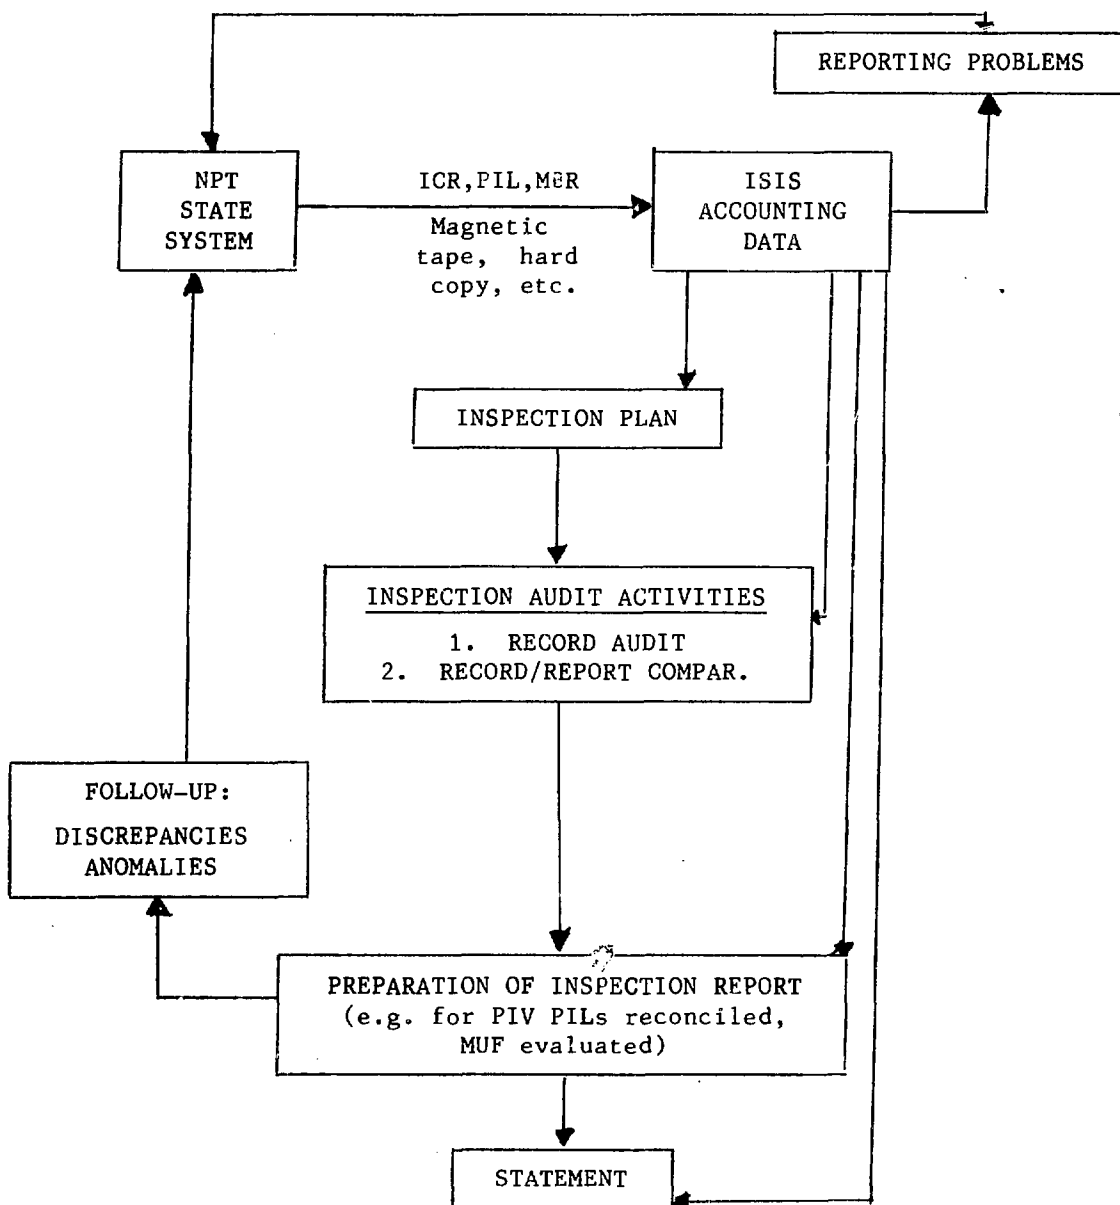 REPORTING PROBLEMS
NPT
STATE
SYSTEM
ICR,PIL,MBR
Magnetic
tape, hard
copy, etc.
ISIS
ACCOUNTING
DATA
INSPECTION PLAN
INSPECTION AUDIT ACTIVITIES
1. RECORD AUDIT
2. RECORD/REPORT COMPAR.
FOLLOW-UP:
DISCREPANCIES
ANOMALIES
PREPARATION OF INSPECTION REPORT
(e.g. for PIV PILs reconciled,
MUF evaluated)
STATEMENT